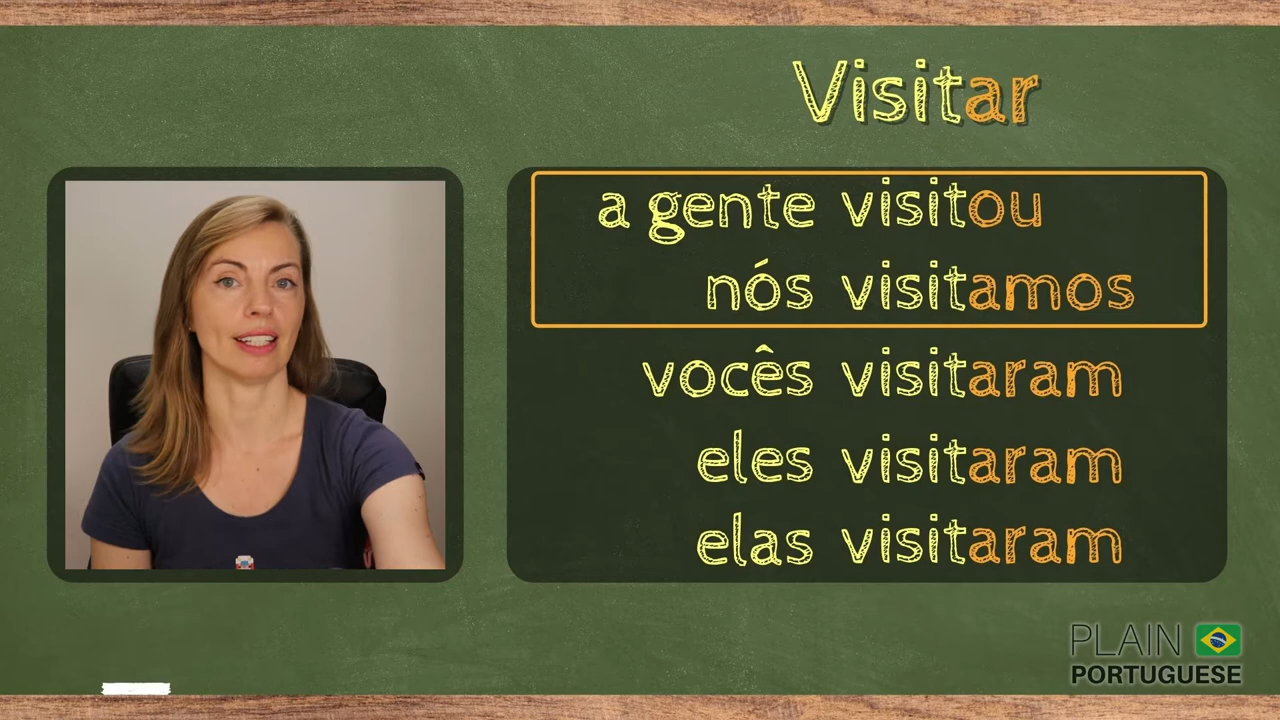 Visitar
a gente visitou
nós visitamos
vocês visitaram
eles visitaram
elas visitaram
PLAIN
PORTUGUESE